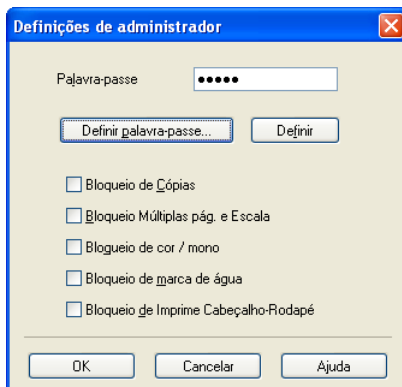 Definições de administrador
Palavra-passe •••••
Definir palavra-passe... Definir
Bloqueio de Cópias
Bloqueio Múltiplas pág. e Escala
Bloqueio de cor / mono
Bloqueio de marca de água
Bloqueio de Imprime Cabeçalho-Rodapé
OK Cancelar Ajuda